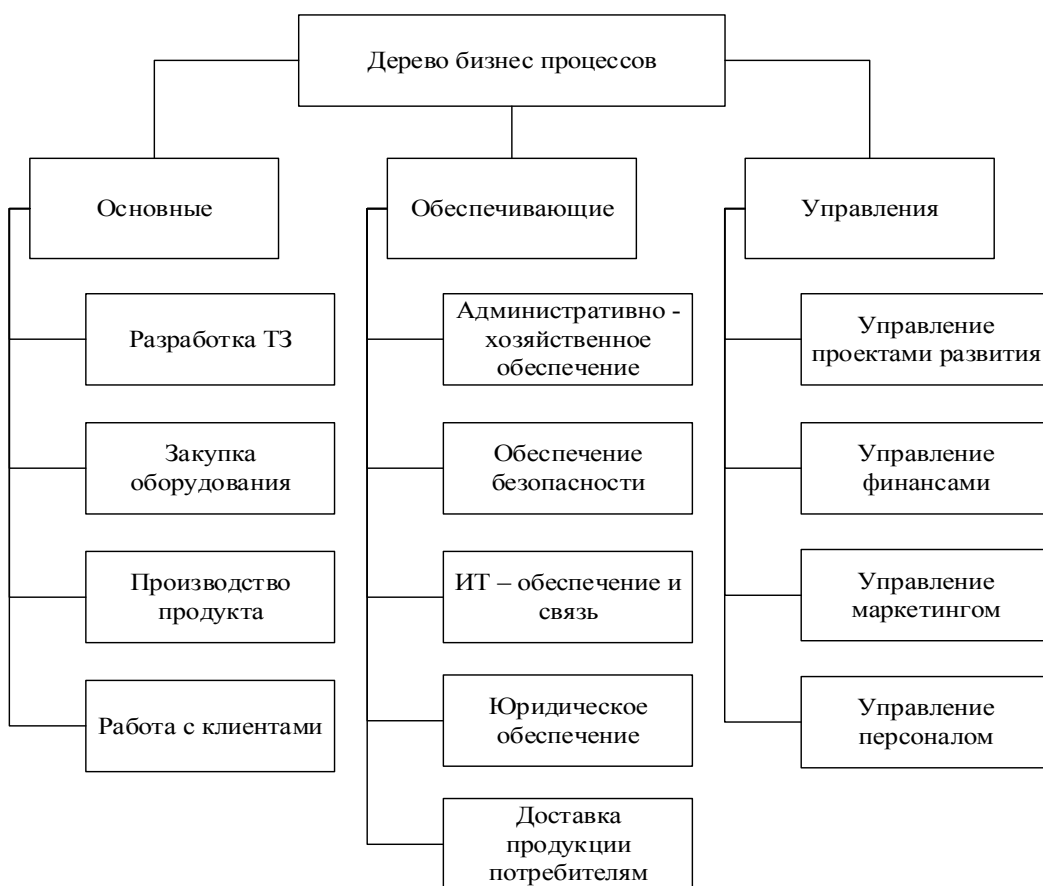 Дерево бизнес процессов
Основные
Разработка ТЗ
Закупка
оборудования
Производство
продукта
Работа с клиентами
Обеспечивающие
Административно -
хозяйственное
обеспечение
Обеспечение
безопасности
ИТ – обеспечение и
связь
Юридическое
обеспечение
Доставка
продукции
потребителям
Управления
Управление
проектами развития
Управление
финансами
Управление
маркетингом
Управление
персоналом